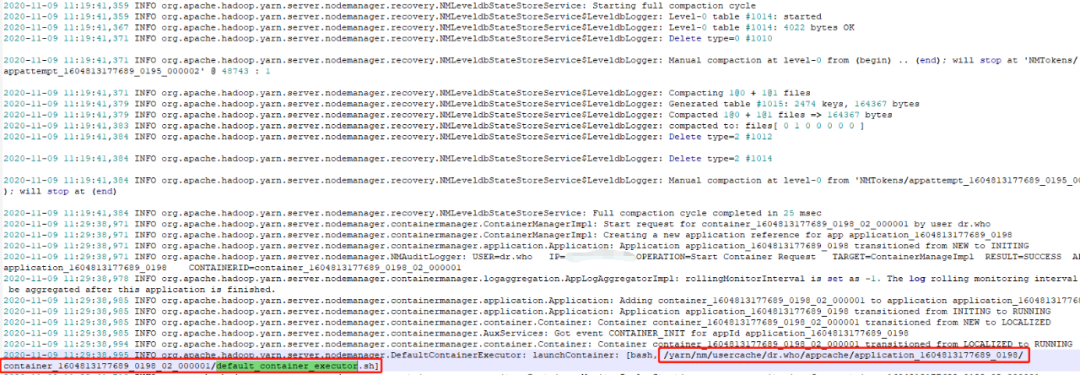 2020-11-09 11:19:41,359 INFO org.apache.hadoop.yarn.server.nodemanager.recovery.NMLeveldbStateStoreService: Starting full compaction cycle
2020-11-09 11:19:41,367 INFO org.apache.hadoop.yarn.server.nodemanager.recovery.NMLeveldbStateStoreService$LeveldbLogger: Level-0 table #1014: started
2020-11-09 11:19:41,367 INFO org.apache.hadoop.yarn.server.nodemanager.recovery.NMLeveldbStateStoreService$LeveldbLogger: Level-0 table #1014: 4022 bytes OK
2020-11-09 11:19:41,371 INFO org.apache.hadoop.yarn.server.nodemanager.recovery.NMLeveldbStateStoreService$LeveldbLogger: Delete type=0 #1010
2020-11-09 11:19:41,371 INFO org.apache.hadoop.yarn.server.nodemanager.recovery.NMLeveldbStateStoreService$LeveldbLogger: Manual compaction at level-0 from (begin) .. (end); will stop at 'NMTokens/
appattempt_1604813177689_0195_000002' @ 48743 : 1
2020-11-09 11:19:41,371 INFO org.apache.hadoop.yarn.server.nodemanager.recovery.NMLeveldbStateStoreService$LeveldbLogger: Compacting 1@0 + 1@1 files
2020-11-09 11:19:41,379 INFO org.apache.hadoop.yarn.server.nodemanager.recovery.NMLeveldbStateStoreService$LeveldbLogger: Generated table #1015: 2474 keys, 164367 bytes
2020-11-09 11:19:41,379 INFO org.apache.hadoop.yarn.server.nodemanager.recovery.NMLeveldbStateStoreService$LeveldbLogger: Compacted 1@0 + 1@1 files => 164367 bytes
2020-11-09 11:19:41,383 INFO org.apache.hadoop.yarn.server.nodemanager.recovery.NMLeveldbStateStoreService$LeveldbLogger: compacted to: files[ 0 1 0 0 0 0 0 ]
2020-11-09 11:19:41,384 INFO org.apache.hadoop.yarn.server.nodemanager.recovery.NMLeveldbStateStoreService$LeveldbLogger: Delete type=2 #1012
2020-11-09 11:19:41,384 INFO org.apache.hadoop.yarn.server.nodemanager.recovery.NMLeveldbStateStoreService$LeveldbLogger: Delete type=2 #1014
2020-11-09 11:19:41,384 INFO org.apache.hadoop.yarn.server.nodemanager.recovery.NMLeveldbStateStoreService$LeveldbLogger: Manual compaction at level-0 from 'NMTokens/appattempt_1604813177689_0195_00
); will stop at (end)
2020-11-09 11:19:41,384 INFO org.apache.hadoop.yarn.server.nodemanager.recovery.NMLeveldbStateStoreService: Full compaction cycle completed in 25 msec
2020-11-09 11:29:38,971 INFO org.apache.hadoop.yarn.server.nodemanager.containermanager.ContainerManagerImpl: Start request for container_1604813177689_0198_02_000001 by user dr.who
2020-11-09 11:29:38,971 INFO org.apache.hadoop.yarn.server.nodemanager.containermanager.ContainerManagerImpl: Creating a new application reference for app application_1604813177689_0198
2020-11-09 11:29:38,971 INFO org.apache.hadoop.yarn.server.nodemanager.containermanager.application.Application: Application application_1604813177689_0198 transitioned from NEW to INITING
2020-11-09 11:29:38,971 INFO org.apache.hadoop.yarn.server.nodemanager.NMAuditLogger: USER=dr.who IP= OPERATION=Start Container Request TARGET=ContainerManageImpl RESULT=SUCCESS AP
application_1604813177689_0198 CONTAINERID=container_1604813177689_0198_02_000001
2020-11-09 11:29:38,978 INFO org.apache.hadoop.yarn.server.nodemanager.containermanager.logaggregation.AppLogAggregatorImpl: rollingMonitorInterval is set as -1. The log rolling monitoring interval
be aggregated after this application is finished.
2020-11-09 11:29:38,985 INFO org.apache.hadoop.yarn.server.nodemanager.containermanager.application.Application: Adding container_1604813177689_0198_02_000001 to application application_1604813177
2020-11-09 11:29:38,985 INFO org.apache.hadoop.yarn.server.nodemanager.containermanager.application.Application: Application application_1604813177689_0198 transitioned from INITING to RUNNING
2020-11-09 11:29:38,985 INFO org.apache.hadoop.yarn.server.nodemanager.containermanager.container.Container: Container container_1604813177689_0198_02_000001 transitioned from NEW to LOCALIZED
2020-11-09 11:29:38,985 INFO org.apache.hadoop.yarn.server.nodemanager.containermanager.AuxServices: Got event CONTAINER_INIT for appId application_1604813177689_0198
2020-11-09 11:29:38,994 INFO org.apache.hadoop.yarn.server.nodemanager.containermanager.container.Container: Container container_1604813177689_0198_02_000001 transitioned from LOCALIZED to RUNNING
2020-11-09 11:29:38,995 INFO org.apache.hadoop.yarn.server.nodemanager.DefaultContainerExecutor: launchContainer: [bash, /yarn/nm/usercache/dr.who/appcache/application_1604813177689_0198/
container_1604813177689_0198_02_000001/default_container_executor.sh]